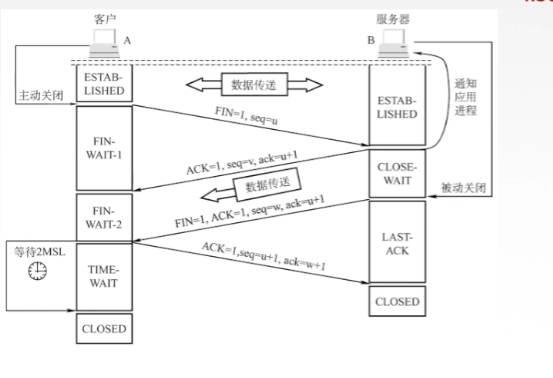 客户
服务器
A
B
ESTAB-
LISHED
数据传送
通知
应用
进程
主动关闭
FIN=1, seq=u
ESTAB-
LISHED
FIN-
WAIT-1
ACK=1, seq=v, ack=u+1
CLOSE-
WAIT
数据传送
被动关闭
FIN=1, ACK=1, seq=w, ack=u+1
FIN-
WAIT-2
LAST-
ACK
等待2MSL
ACK=1,seq=u+1, ack=w+1
TIME-
WAIT
CLOSED
CLOSED